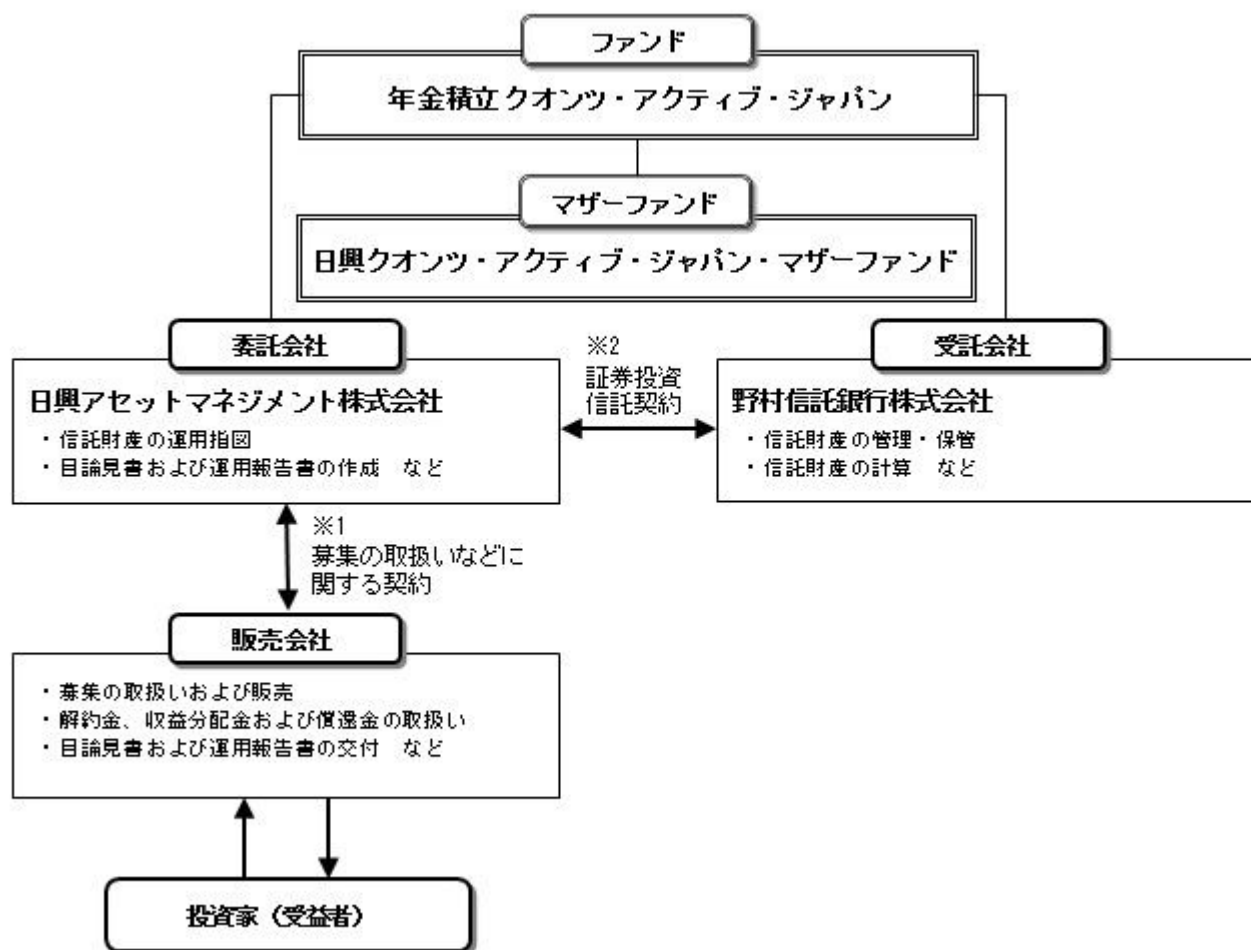 ファンド
年金積立クオンツ・アクティブ・ジャパン
マザーファンド
日興クオンツ・アクティブ・ジャパン・マザーファンド
委託会社
日興アセットマネジメント株式会社
・信託財産の運用指図
・目論見書および運用報告書の作成　など
※2
証券投資
信託契約
受託会社
野村信託銀行株式会社
・信託財産の管理・保管
・信託財産の計算　など
※1
募集の取扱いなどに
関する契約
販売会社
・募集の取扱いおよび販売
・解約金、収益分配金および償還金の取扱い
・目論見書および運用報告書の交付　など
投資家（受益者）